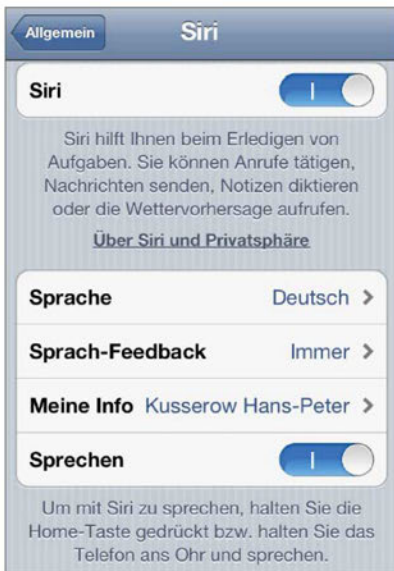 Allgemein Siri
Siri
Siri hilft Ihnen beim Erledigen von
Aufgaben. Sie können Anrufe tätigen,
Nachrichten senden, Notizen diktieren
oder die Wettervorhersage aufrufen.
Über Siri und Privatsphäre
Sprache Deutsch
Sprach-Feedback Immer
Meine Info Kusserow Hans-Peter
Sprechen
Um mit Siri zu sprechen, halten Sie die
Home-Taste gedrückt bzw. halten Sie das
Telefon ans Ohr und sprechen.